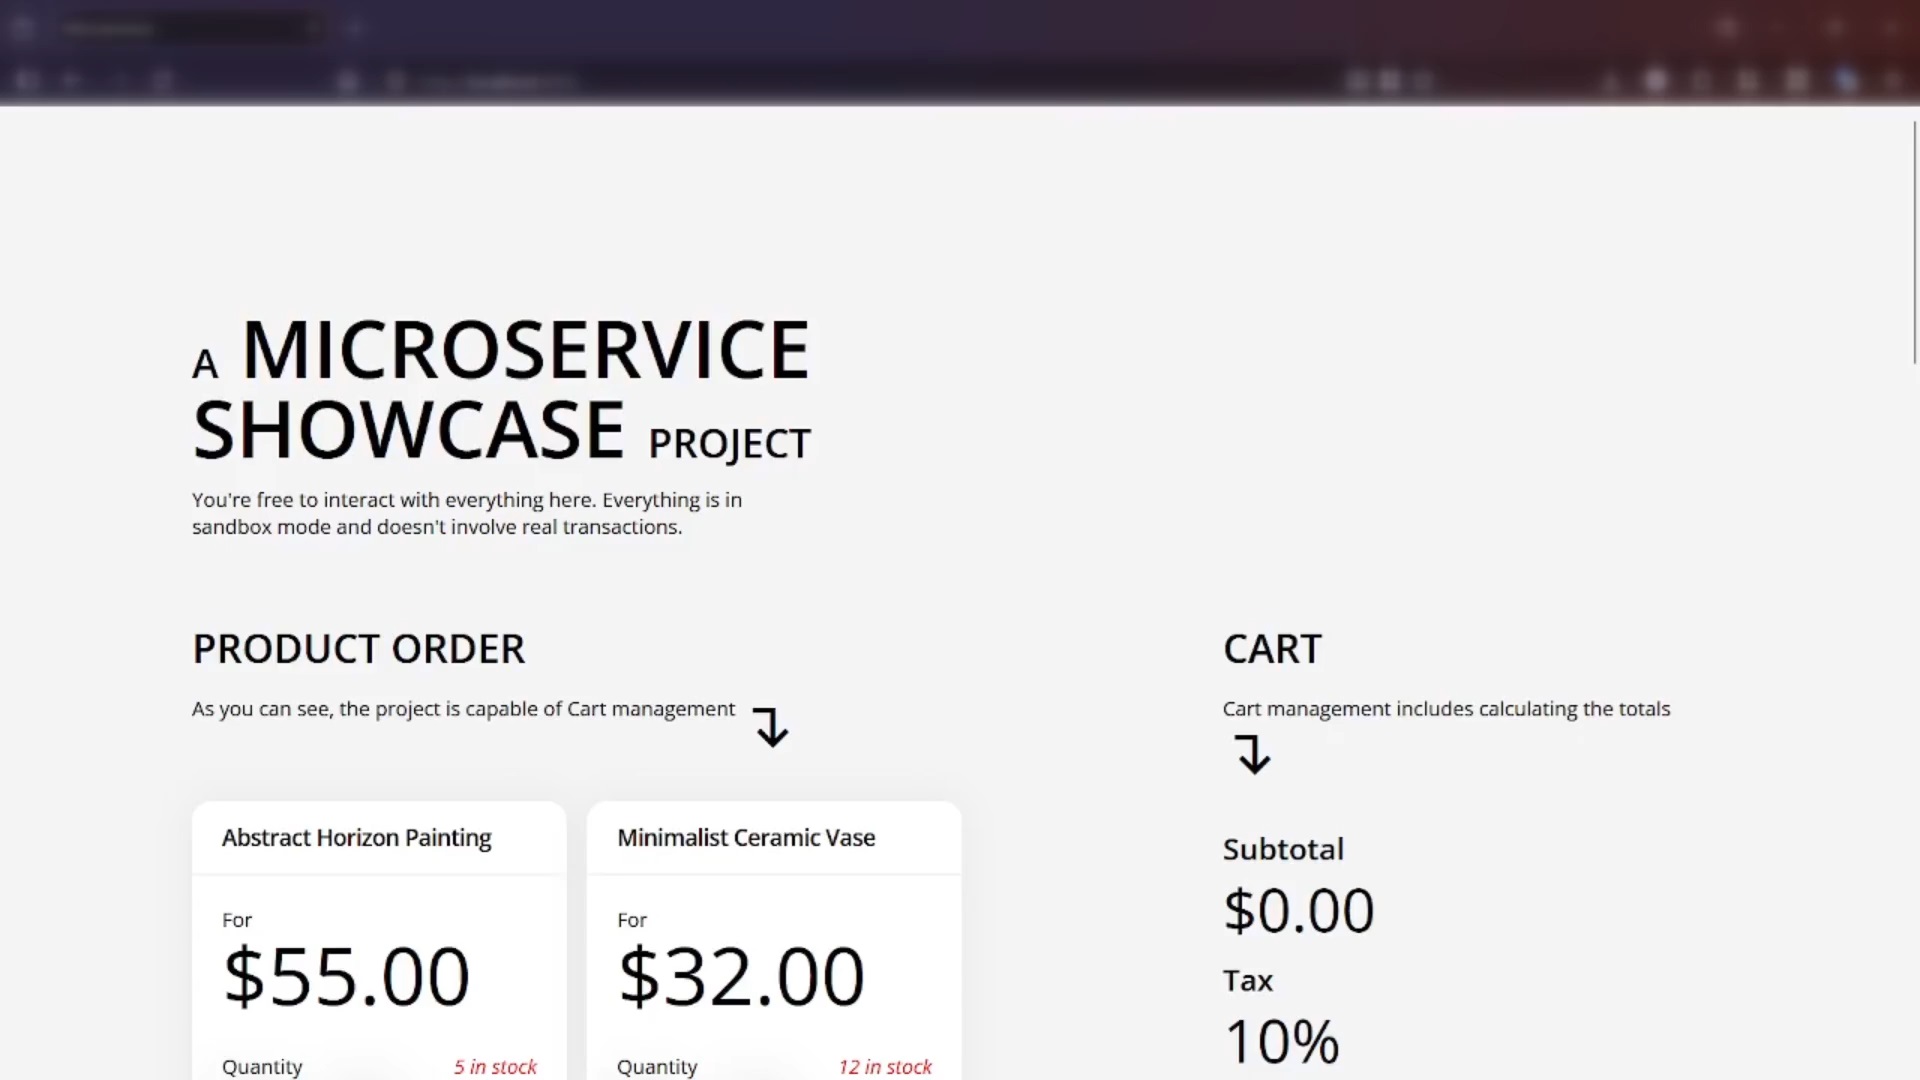 A MICROSERVICE
SHOWCASE PROJECT
You're free to interact with everything here. Everything is in
sandbox mode and doesn't involve real transactions.
PRODUCT ORDER
As you can see, the project is capable of Cart management
Abstract Horizon Painting
For
$55.00
Quantity
5 in stock
Minimalist Ceramic Vase
For
$32.00
Quantity
12 in stock
CART
Cart management includes calculating the totals
Subtotal
$0.00
Tax
10%